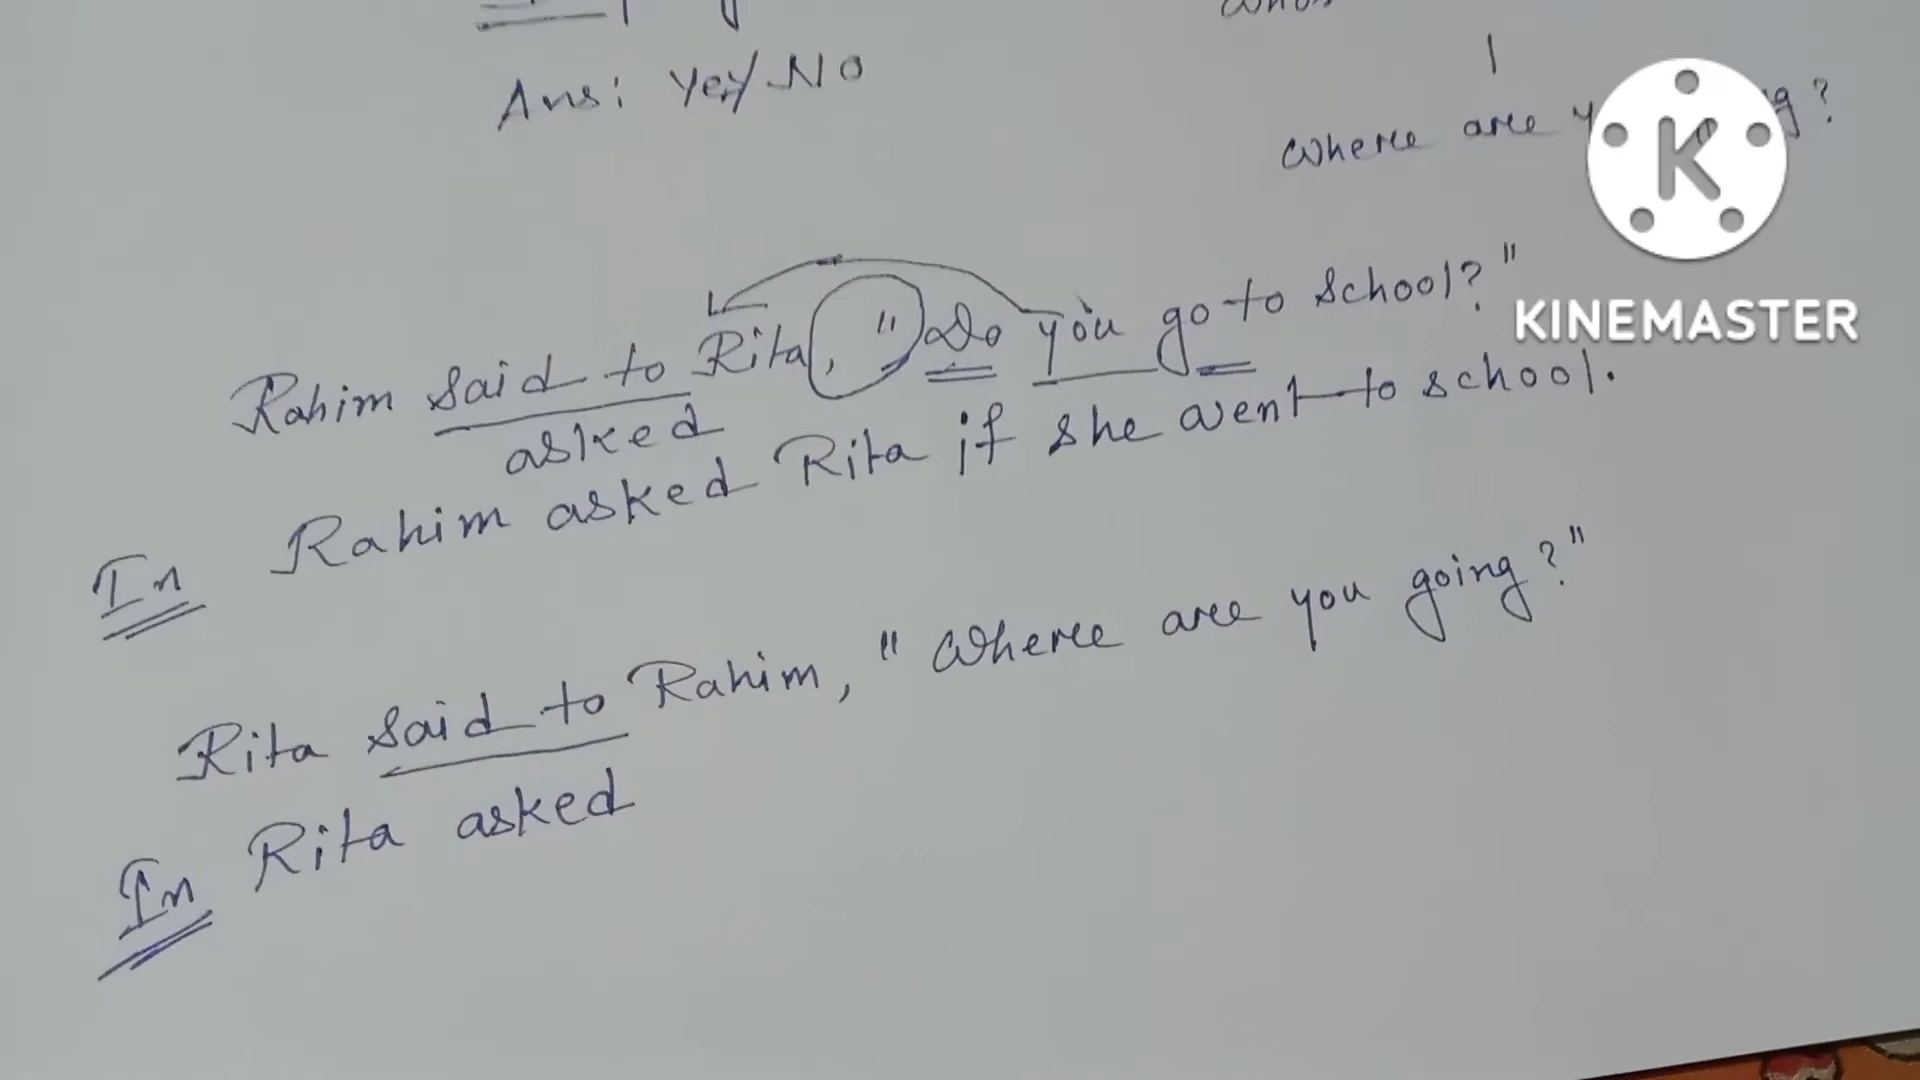 Ans: Yes/No
Where are
Rahim said to Rita, "Do you go to school?"
asked
In Rahim asked Rita if she went to school.
Rita said to Rahim, "Where are you going?"
In Rita asked
KINEMASTER